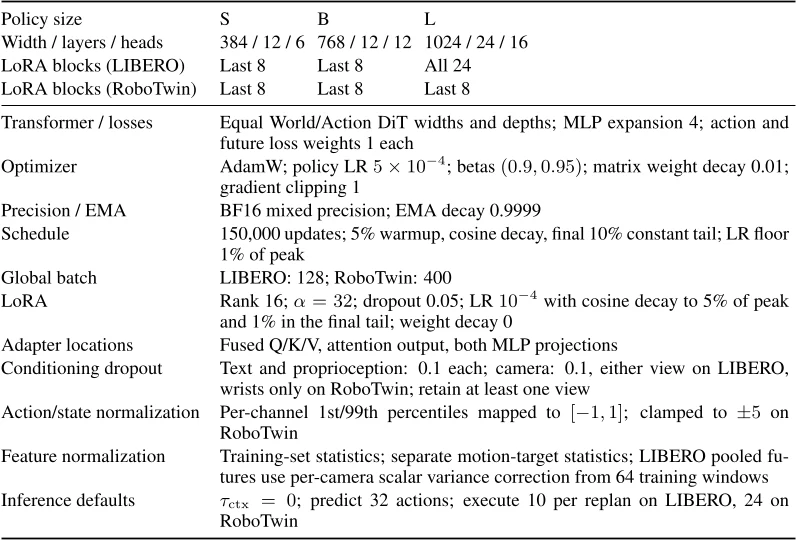 Policy size S B L
Width / layers / heads 384 / 12 / 6 768 / 12 / 12 1024 / 24 / 16
LoRA blocks (LIBERO) Last 8 Last 8 All 24
LoRA blocks (RoboTwin) Last 8 Last 8 Last 8
Transformer / losses Equal World/Action DiT widths and depths; MLP expansion 4; action and
future loss weights 1 each
Optimizer AdamW; policy LR 5 × 10⁻⁴; betas (0.9, 0.95); matrix weight decay 0.01;
gradient clipping 1
Precision / EMA BF16 mixed precision; EMA decay 0.9999
Schedule 150,000 updates; 5% warmup, cosine decay, final 10% constant tail; LR floor
1% of peak
Global batch LIBERO: 128; RoboTwin: 400
LoRA Rank 16; α = 32; dropout 0.05; LR 10⁻⁴ with cosine decay to 5% of peak
and 1% in the final tail; weight decay 0
Adapter locations Fused Q/K/V, attention output, both MLP projections
Conditioning dropout Text and proprioception: 0.1 each; camera: 0.1, either view on LIBERO,
wrists only on RoboTwin; retain at least one view
Action/state normalization Per-channel 1st/99th percentiles mapped to [−1, 1]; clamped to ±5 on
RoboTwin
Feature normalization Training-set statistics; separate motion-target statistics; LIBERO pooled fu-
tures use per-camera scalar variance correction from 64 training windows
Inference defaults τctx = 0; predict 32 actions; execute 10 per replan on LIBERO, 24 on
RoboTwin